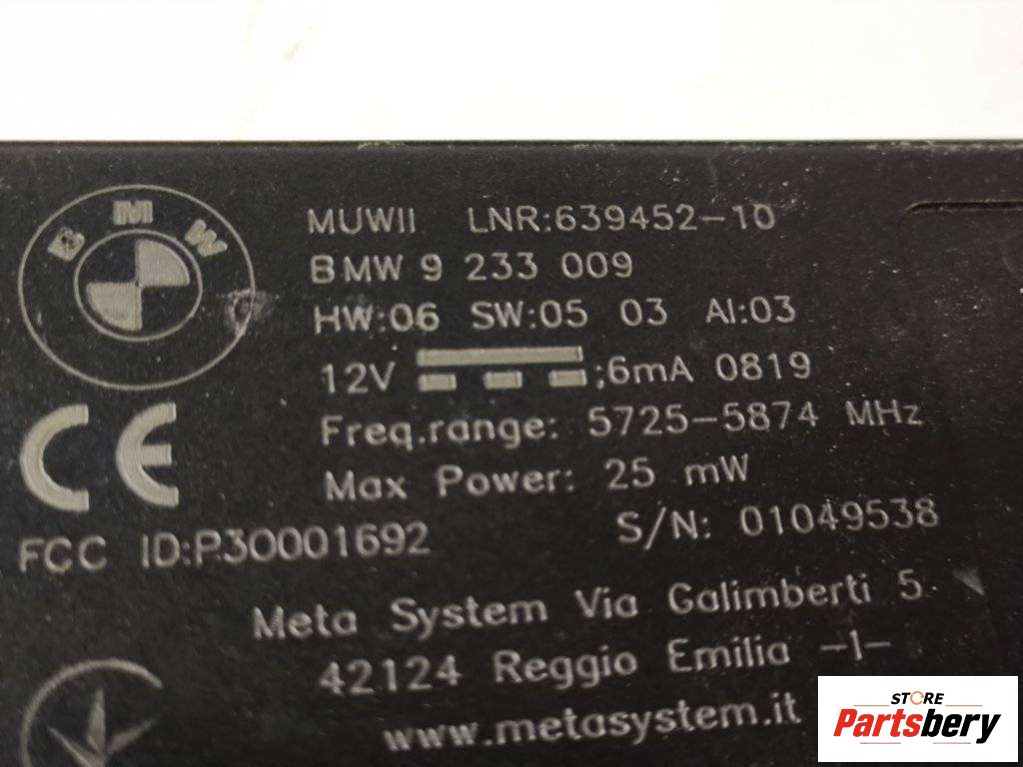 BMW
MUWII LNR:639452-10
BMW 9 233 009
HW:06 SW:05 03 AI:03
12V ;6mA 0819
Freq.range: 5725-5874 MHz
Max Power: 25 mW
CE
FCC ID:P30001692 S/N: 01049538
Meta System Via Galimberti 5
42124 Reggio Emilia -I-
www.metasystem.it
STORE
Partsbery